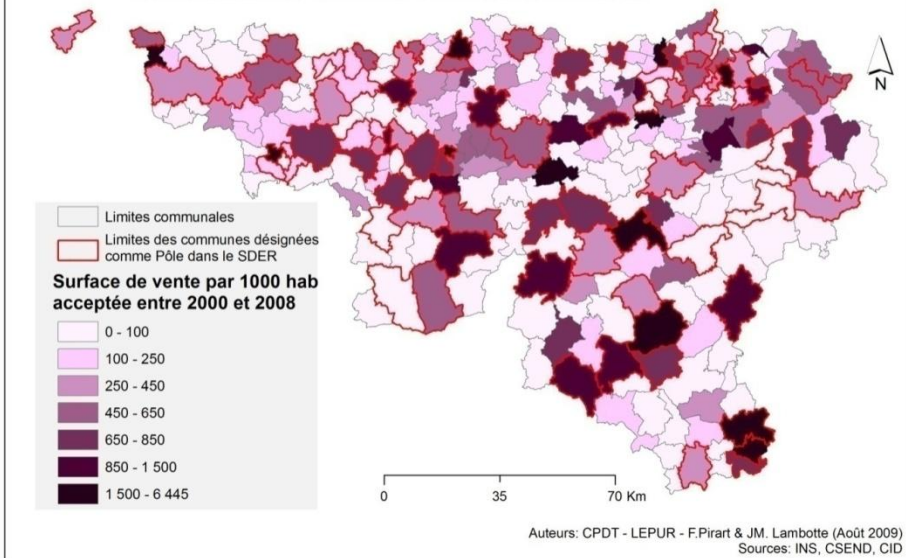 N
Limites communales
Limites des communes désignées
comme Pôle dans le SDER
Surface de vente par 1000 hab
acceptée entre 2000 et 2008
0 - 100
100 - 250
250 - 450
450 - 650
650 - 850
850 - 1 500
1 500 - 6 445
0 35 70 Km
Auteurs: CPDT - LEPUR - F.Pirart & JM. Lambotte (Août 2009)
Sources: INS, CSEND, CID